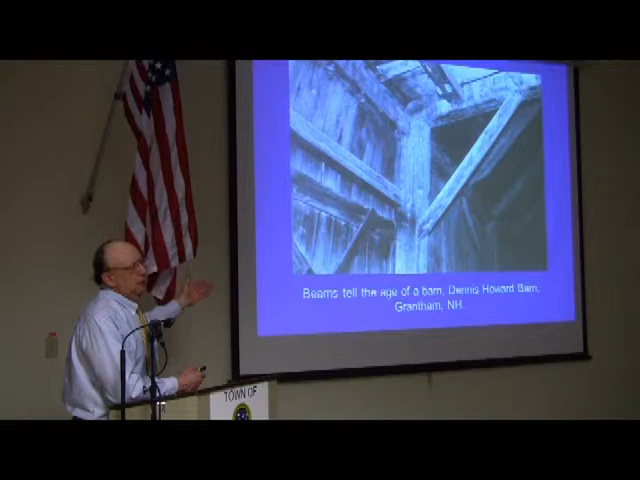 Beams tell the age of a barn, Dennis Howard Barn,
Grantham, NH
TOWN OF